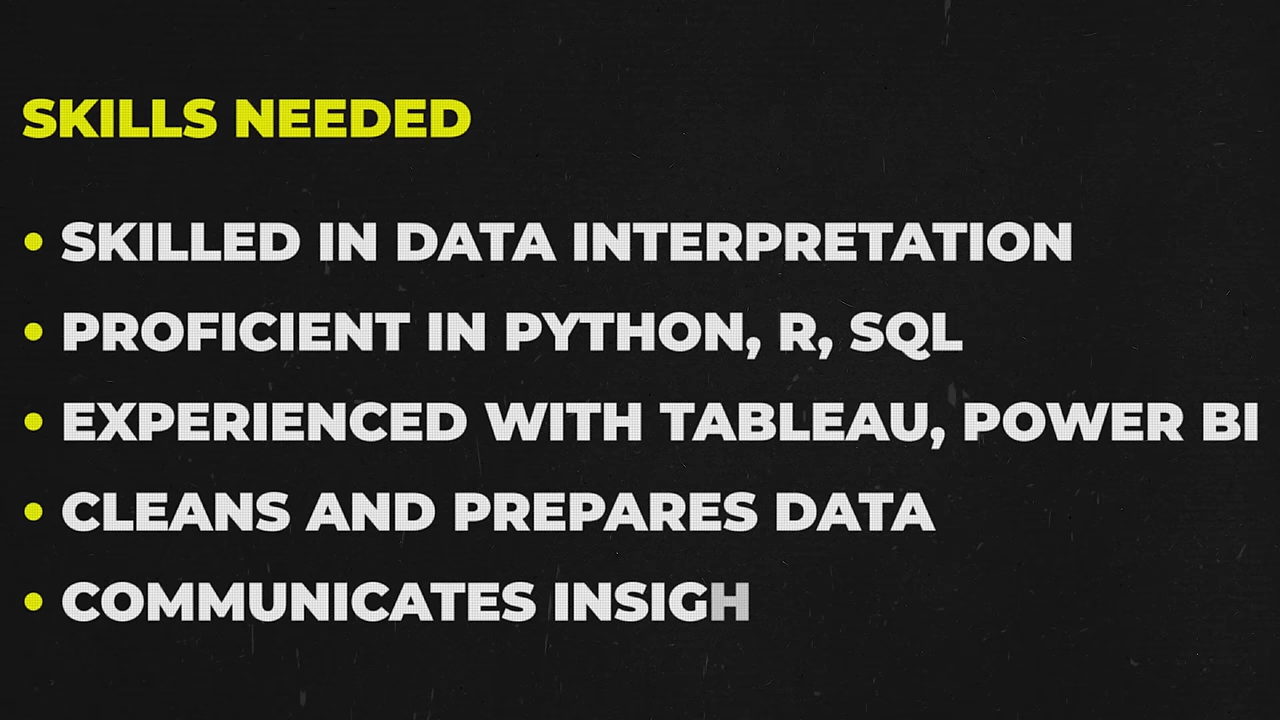 SKILLS NEEDED
• SKILLED IN DATA INTERPRETATION
• PROFICIENT IN PYTHON, R, SQL
• EXPERIENCED WITH TABLEAU, POWER BI
• CLEANS AND PREPARES DATA
• COMMUNICATES INSIGH